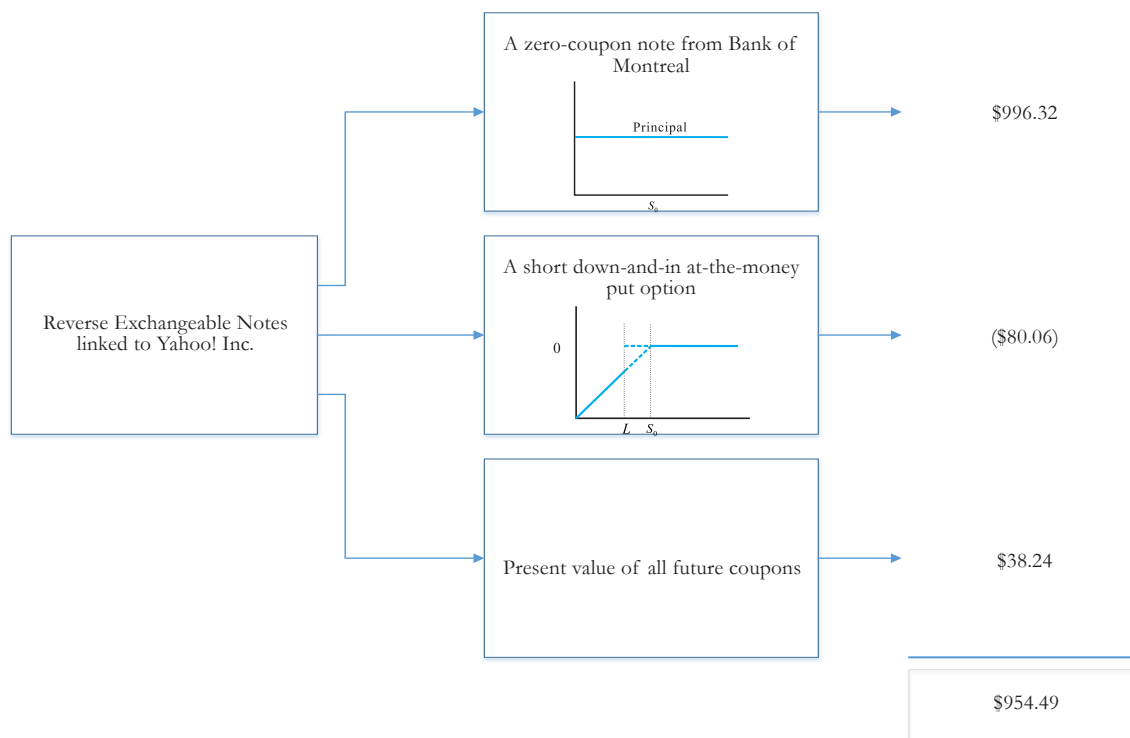 A zero-coupon note from Bank of
Montreal
Principal
S₀
$996.32
Reverse Exchangeable Notes
linked to Yahoo! Inc.
A short down-and-in at-the-money
put option
0
L S₀
($80.06)
Present value of all future coupons
$38.24
$954.49